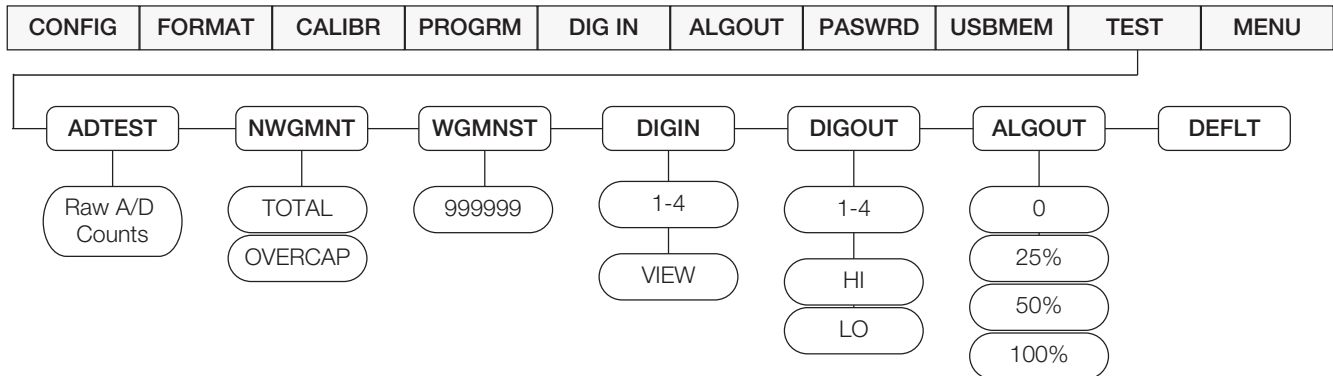 CONFIG FORMAT CALIBR PROGRM DIG IN ALGOUT PASWRD USBMEM TEST MENU
ADTEST NWGMNT WGMNST DIGIN DIGOUT ALGOUT DEFLT
Raw A/D
Counts
TOTAL
OVERCAP
999999
1-4
VIEW
1-4
HI
LO
0
25%
50%
100%